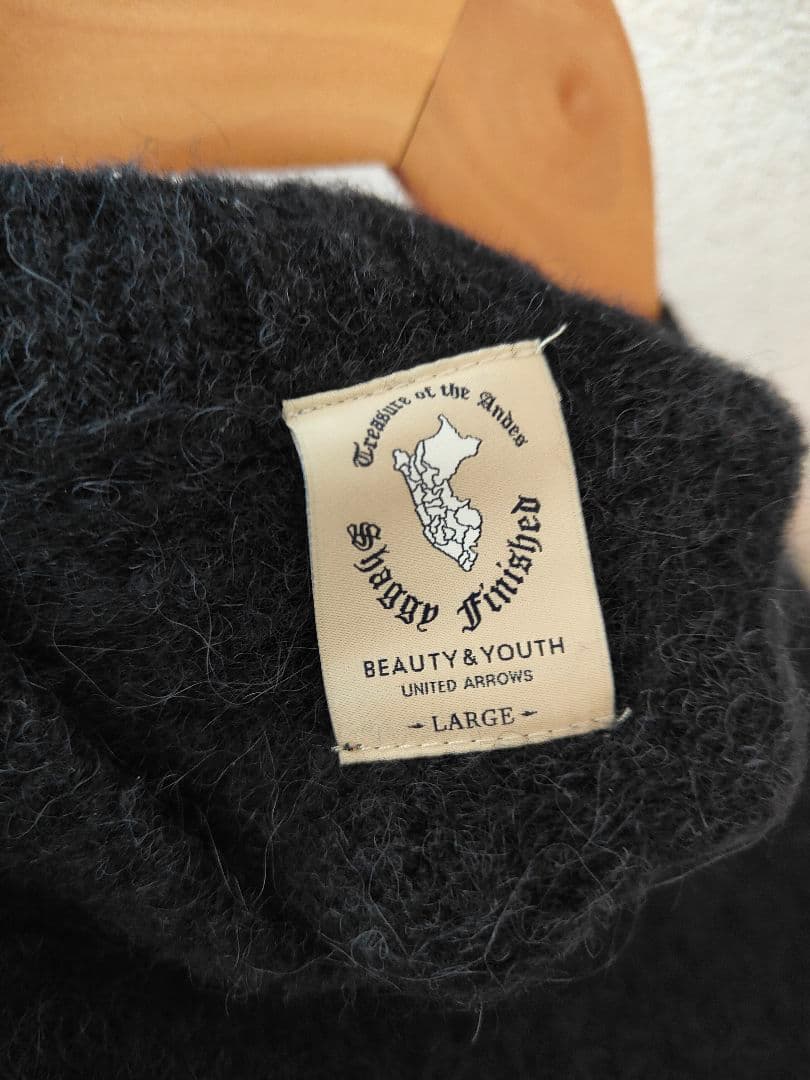 Treasure of the Andes
Shaggy Finished
BEAUTY & YOUTH
UNITED ARROWS
- LARGE -